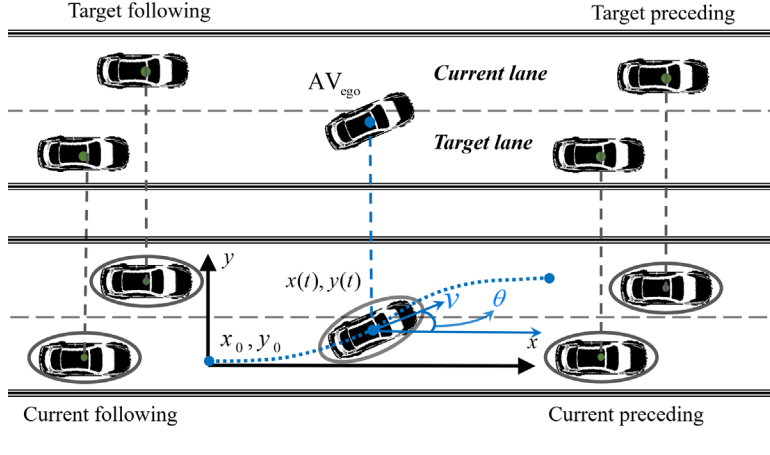 Target following
Target preceding
Current lane
AVego
Target lane
y
x(t), y(t)
v
θ
x0, y0
x
Current following
Current preceding